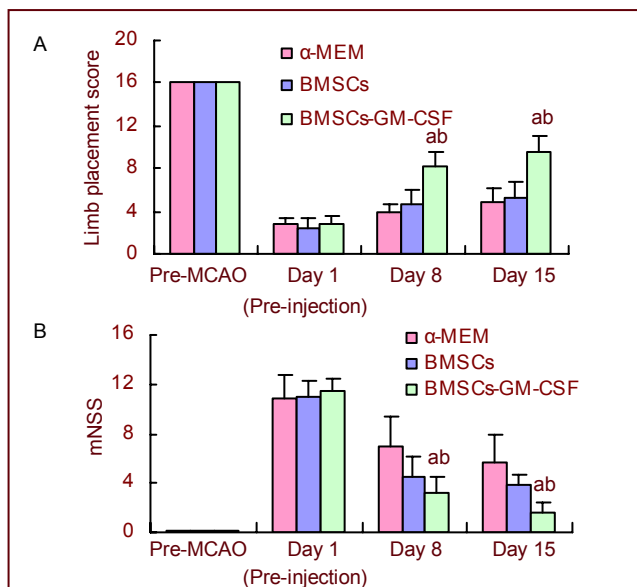 A
20
16
12
8
4
0
Limb placement score
α-MEM
BMSCs
BMSCs-GM-CSF
ab
ab
Pre-MCAO
Day 1
Day 8
Day 15
(Pre-injection)
B
16
12
8
4
0
mNSS
α-MEM
BMSCs
BMSCs-GM-CSF
ab
ab
Pre-MCAO
Day 1
Day 8
Day 15
(Pre-injection)